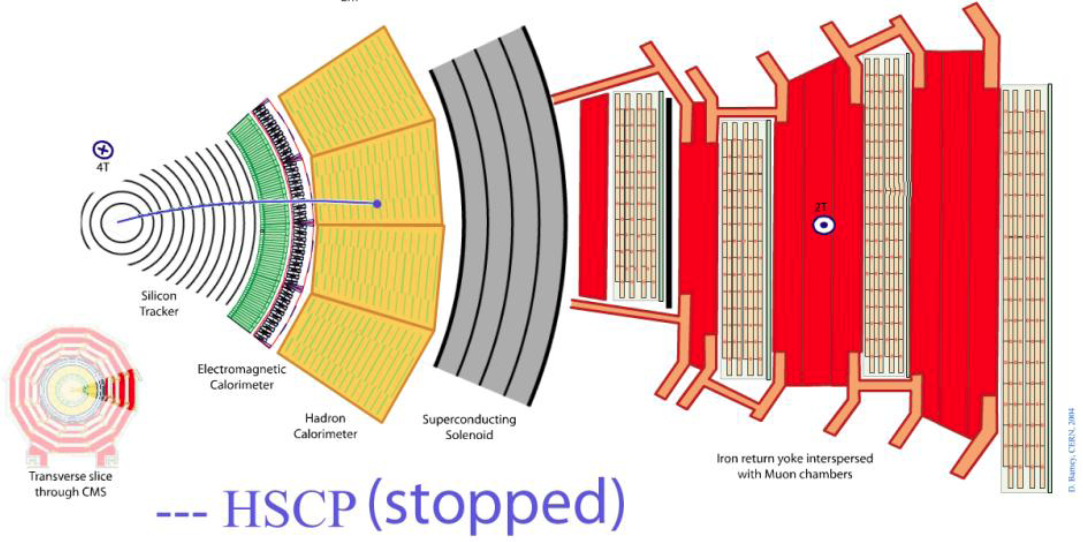 4T
2T
Silicon
Tracker
Electromagnetic
Calorimeter
Hadron
Calorimeter
Superconducting
Solenoid
Iron return yoke interspersed
with Muon chambers
Transverse slice
through CMS
D. Barney, CERN, 2004
--- HSCP (stopped)